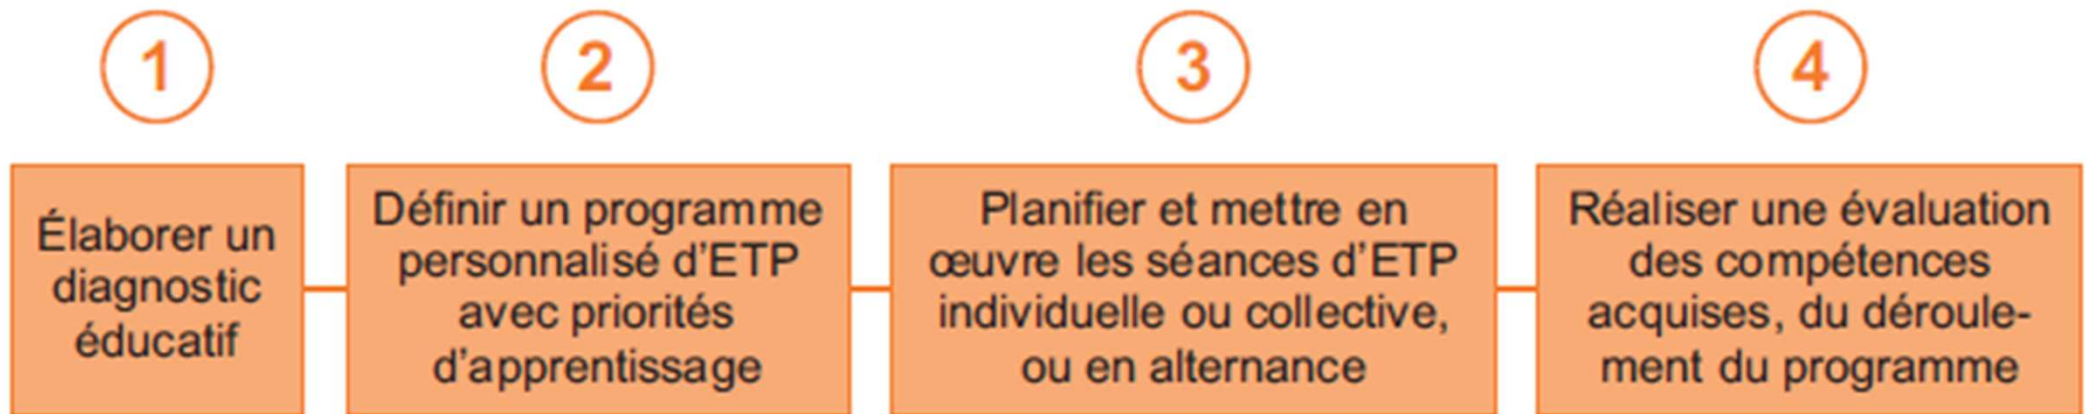 1
2
3
4
Élaborer un
diagnostic
éducatif
Définir un programme
personnalisé d’ETP
avec priorités
d’apprentissage
Planifier et mettre en
œuvre les séances d’ETP
individuelle ou collective,
ou en alternance
Réaliser une évaluation
des compétences
acquises, du déroule-
ment du programme